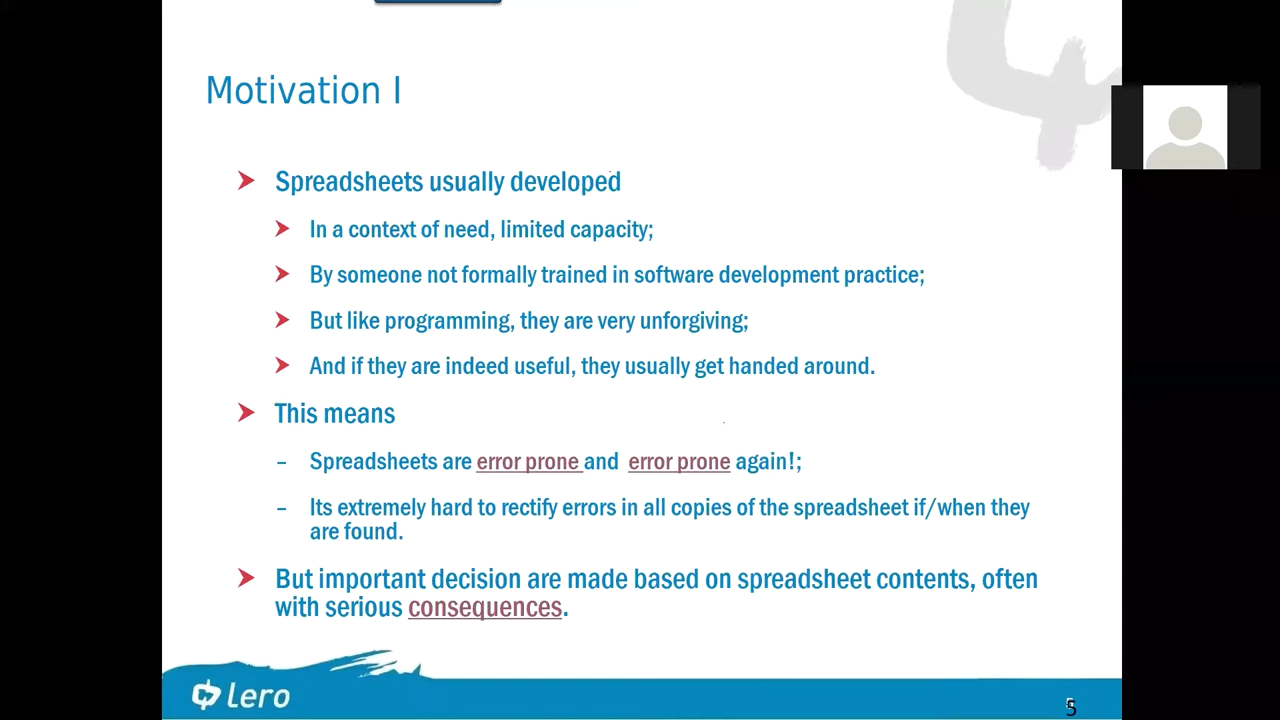 Motivation I
Spreadsheets usually developed
In a context of need, limited capacity;
By someone not formally trained in software development practice;
But like programming, they are very unforgiving;
And if they are indeed useful, they usually get handed around.
This means
– Spreadsheets are error prone and error prone again!;
– Its extremely hard to rectify errors in all copies of the spreadsheet if/when they
are found.
But important decision are made based on spreadsheet contents, often
with serious consequences.
lero
5